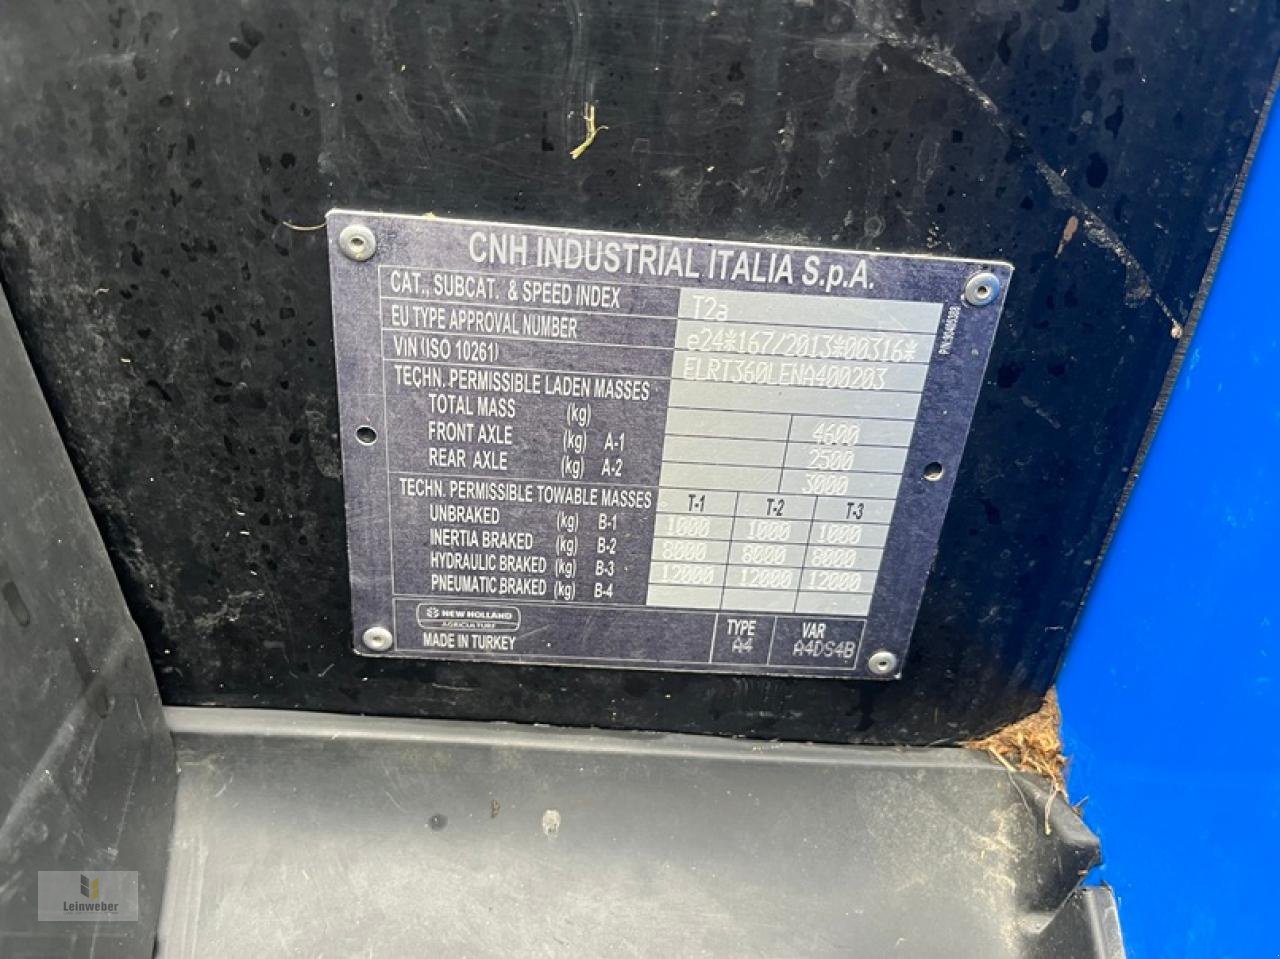 CNH INDUSTRIAL ITALIA S.p.A.
CAT., SUBCAT. & SPEED INDEX T2a
EU TYPE APPROVAL NUMBER e24*167/2013*00316*
VIN (ISO 10261) ELRT360LENA400203
TECHN. PERMISSIBLE LADEN MASSES
TOTAL MASS (kg) 4600
FRONT AXLE (kg) A-1 2500
REAR AXLE (kg) A-2 3000
TECHN. PERMISSIBLE TOWABLE MASSES T-1 T-2 T-3
UNBRAKED (kg) B-1 1000 1000 1000
INERTIA BRAKED (kg) B-2 8000 8000 8000
HYDRAULIC BRAKED (kg) B-3 12000 12000 12000
PNEUMATIC BRAKED (kg) B-4
NEW HOLLAND
AGRICULTURE
MADE IN TURKEY
TYPE VAR
A4 A4DS4B
P/N:90405388
Leinweber